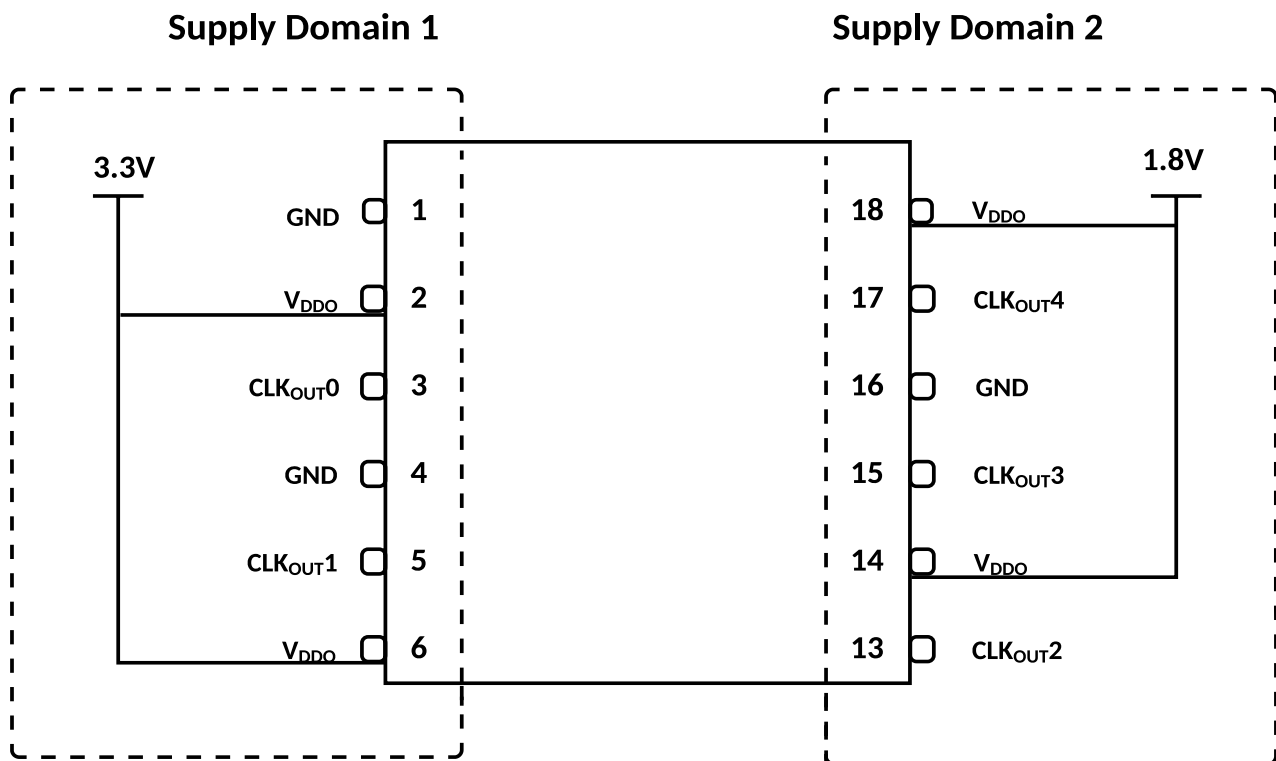 Supply Domain 1
Supply Domain 2
3.3V
1.8V
GND 1
18 VDDO
VDDO 2
17 CLKOUT4
CLKOUT0 3
16 GND
GND 4
15 CLKOUT3
CLKOUT1 5
14 VDDO
VDDO 6
13 CLKOUT2